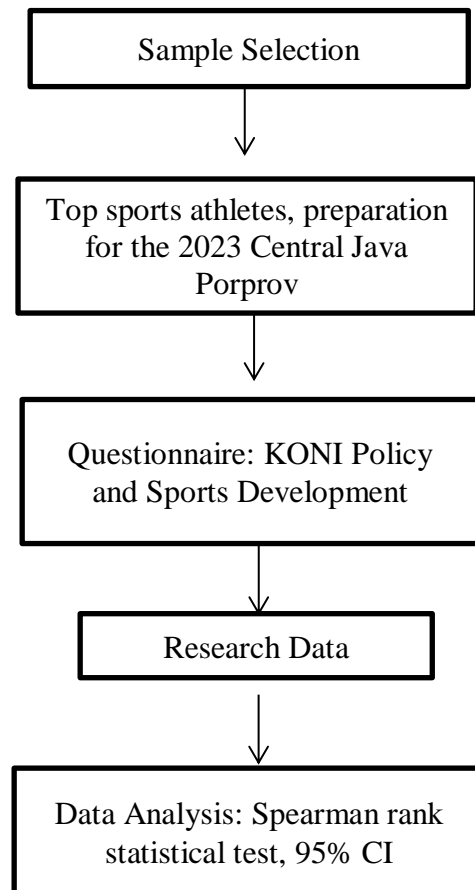 Sample Selection
Top sports athletes, preparation
for the 2023 Central Java
Porprov
Questionnaire: KONI Policy
and Sports Development
Research Data
Data Analysis: Spearman rank
statistical test, 95% CI